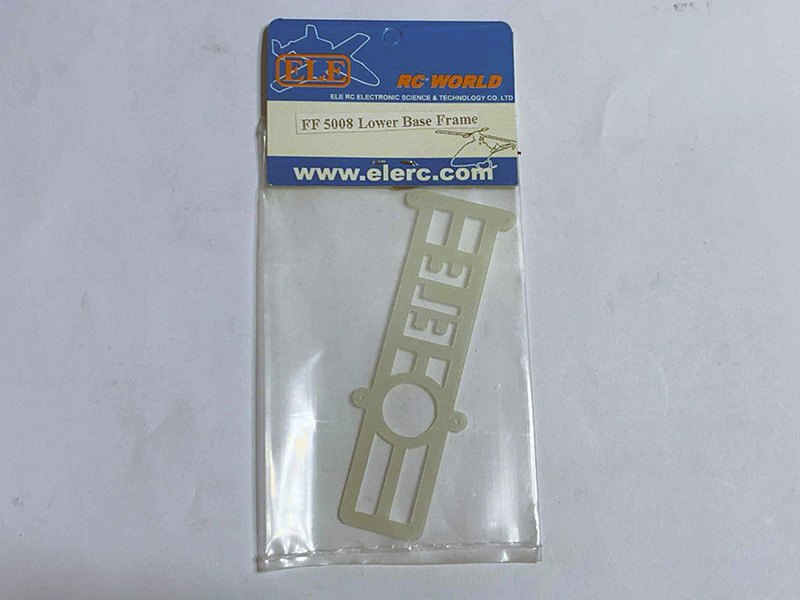 ELE
RC-WORLD
ELE RC ELECTRONIC SCIENCE & TECHNOLOGY CO. LTD
FF 5008 Lower Base Frame
www.elerc.com
ELE